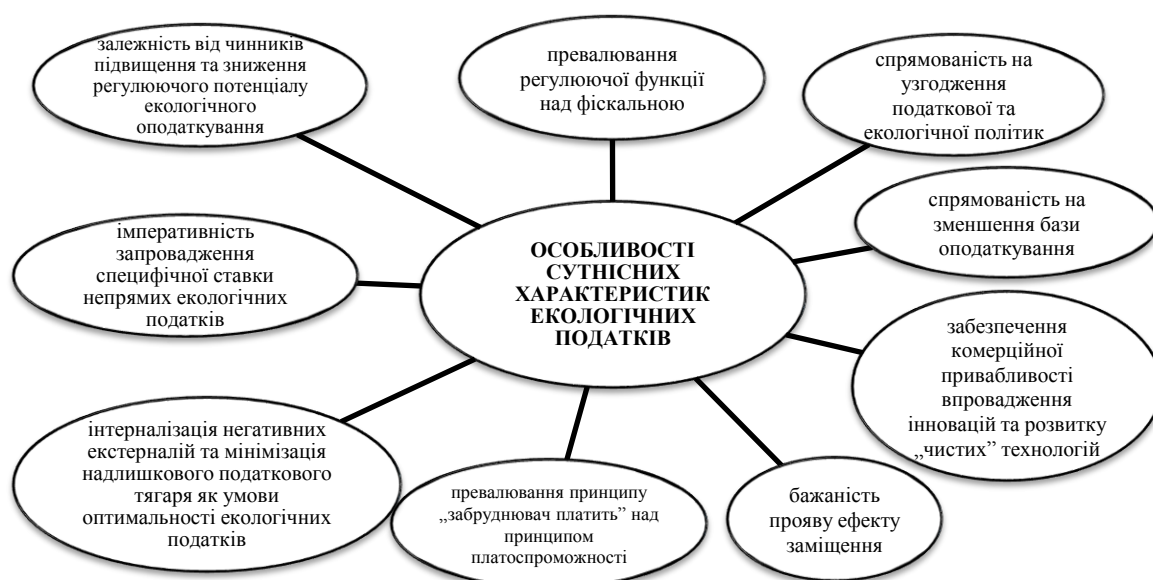 залежність від чинників
підвищення та зниження
регулюючого потенціалу
екологічного
оподаткування
превалювання
регулюючої функції
над фіскальною
спрямованість на
узгодження
податкової та
екологічної політик
спрямованість на
зменшення бази
оподаткування
імперативність
запровадження
специфічної ставки
непрямих екологічних
податків
ОСОБЛИВОСТІ
СУТНІСНИХ
ХАРАКТЕРИСТИК
ЕКОЛОГІЧНИХ
ПОДАТКІВ
забезпечення
комерційної
привабливості
впровадження
інновацій та розвитку
„чистих” технологій
інтерналізація негативних
екстерналій та мінімізація
надлишкового податкового
тягаря як умови
оптимальності екологічних
податків
превалювання принципу
„забруднювач платить” над
принципом
платоспроможності
бажаність
прояву ефекту
заміщення